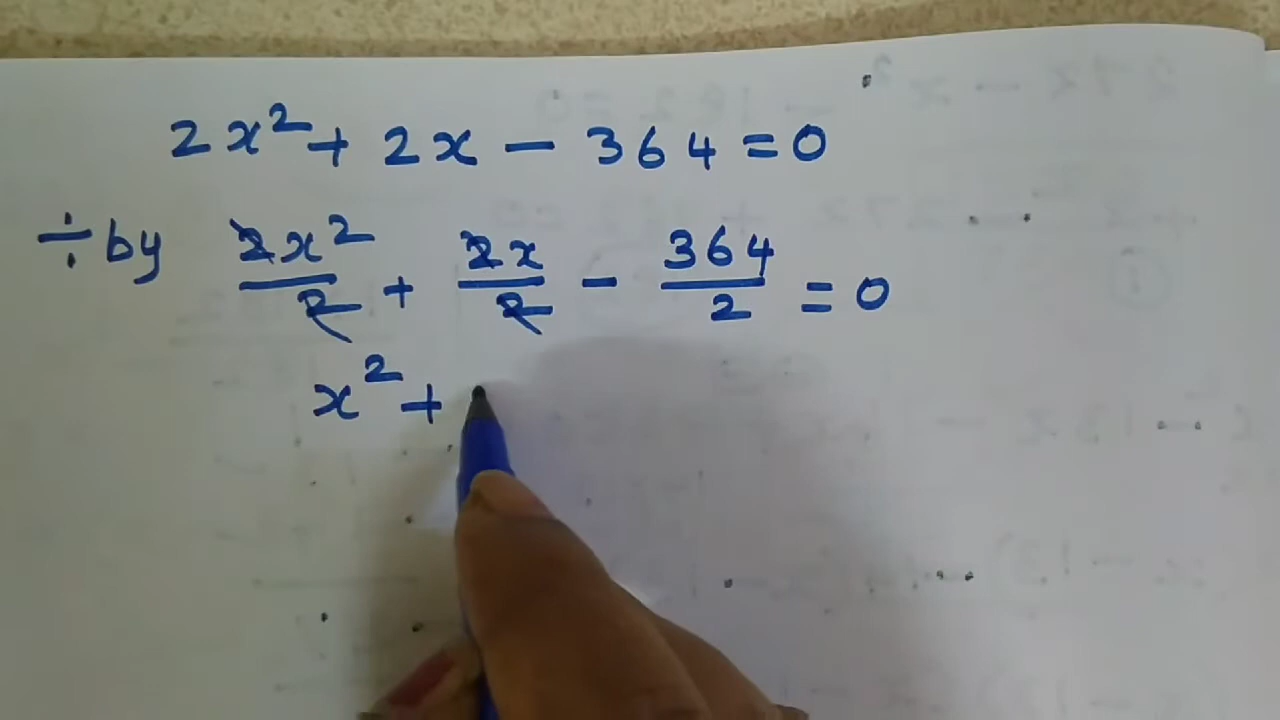 2x² + 2x - 364 = 0
÷ by 2x²/2 + 2x/2 - 364/2 = 0
x² +